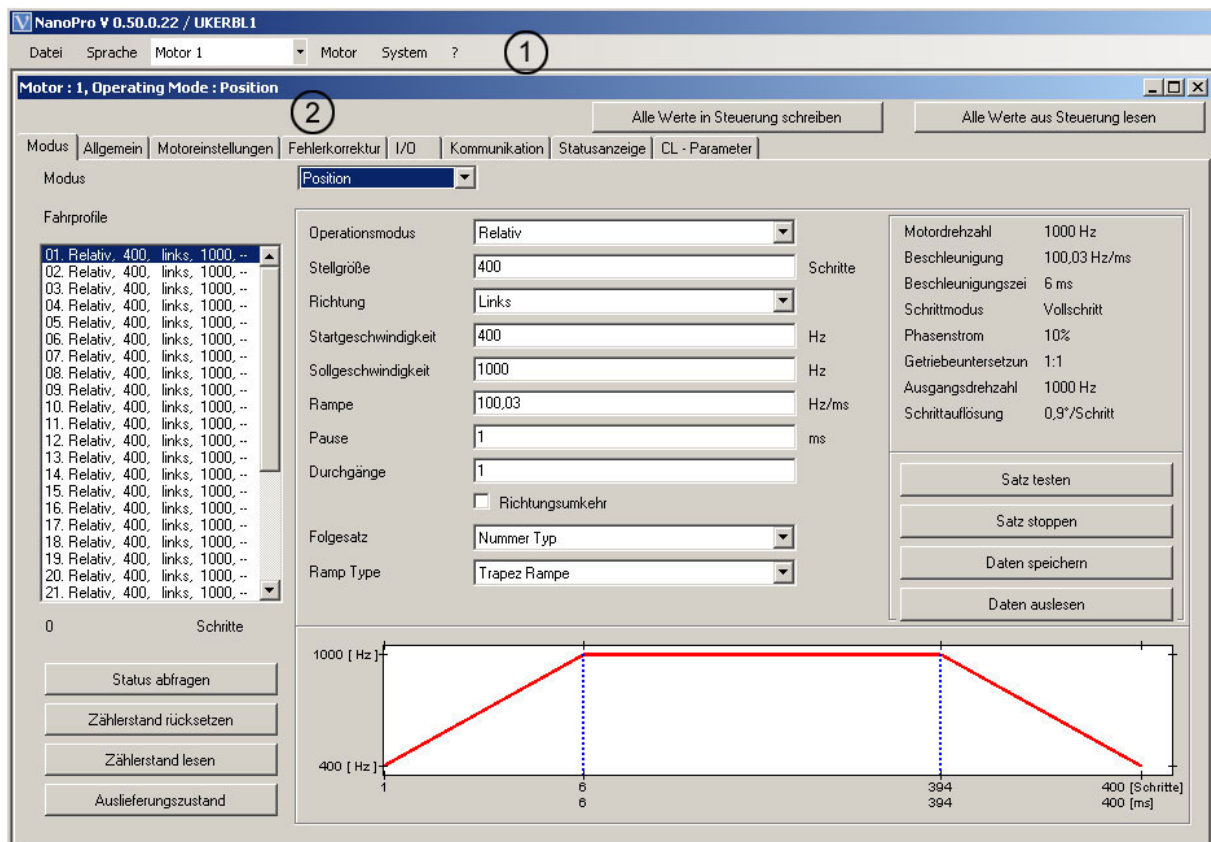 NanoPro V 0.50.0.22 / UKERBL1
Datei Sprache Motor 1 Motor System ? 1
Motor : 1, Operating Mode : Position
2
Alle Werte in Steuerung schreiben Alle Werte aus Steuerung lesen
Modus Allgemein Motoreinstellungen Fehlerkorrektur I/O Kommunikation Statusanzeige CL - Parameter
Modus Position
Fahrprofile
01. Relativ, 400, links, 1000, --
02. Relativ, 400, links, 1000, --
03. Relativ, 400, links, 1000, --
04. Relativ, 400, links, 1000, --
05. Relativ, 400, links, 1000, --
06. Relativ, 400, links, 1000, --
07. Relativ, 400, links, 1000, --
08. Relativ, 400, links, 1000, --
09. Relativ, 400, links, 1000, --
10. Relativ, 400, links, 1000, --
11. Relativ, 400, links, 1000, --
12. Relativ, 400, links, 1000, --
13. Relativ, 400, links, 1000, --
14. Relativ, 400, links, 1000, --
15. Relativ, 400, links, 1000, --
16. Relativ, 400, links, 1000, --
17. Relativ, 400, links, 1000, --
18. Relativ, 400, links, 1000, --
19. Relativ, 400, links, 1000, --
20. Relativ, 400, links, 1000, --
21. Relativ, 400, links, 1000, --
0 Schritte
Status abfragen
Zählerstand rücksetzen
Zählerstand lesen
Auslieferungszustand
Operationsmodus Relativ
Stellgröße 400 Schritte
Richtung Links
Startgeschwindigkeit 400 Hz
Sollgeschwindigkeit 1000 Hz
Rampe 100,03 Hz/ms
Pause 1 ms
Durchgänge 1
Richtungsumkehr
Folgesatz Nummer Typ
Ramp Type Trapez Rampe
Motordrehzahl 1000 Hz
Beschleunigung 100,03 Hz/ms
Beschleunigungszei 6 ms
Schrittmodus Vollschritt
Phasenstrom 10%
Getriebeuntersetzun 1:1
Ausgangsdrehzahl 1000 Hz
Schrittauflösung 0,9°/Schritt
Satz testen
Satz stoppen
Daten speichern
Daten auslesen
1000 [ Hz ]
400 [ Hz ]
1 6 394 400 [Schritte]
6 394 400 [ms]